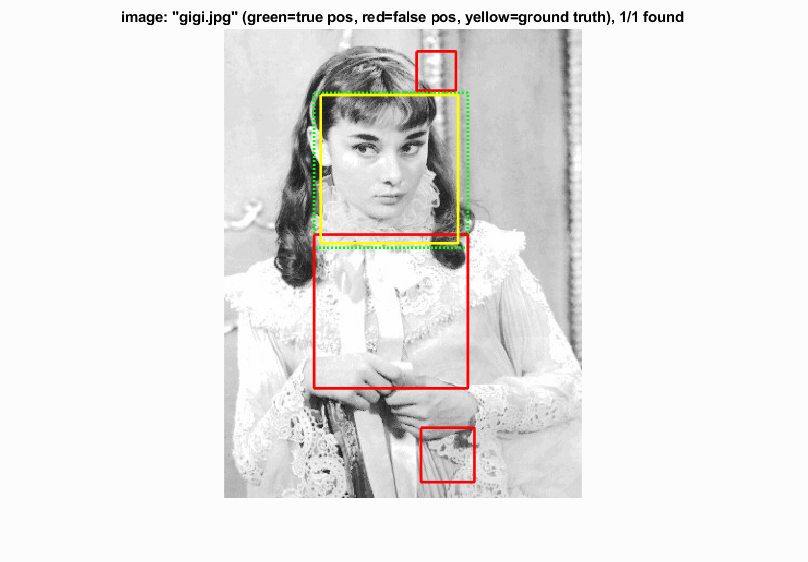 image: "gigi.jpg" (green=true pos, red=false pos, yellow=ground truth), 1/1 found